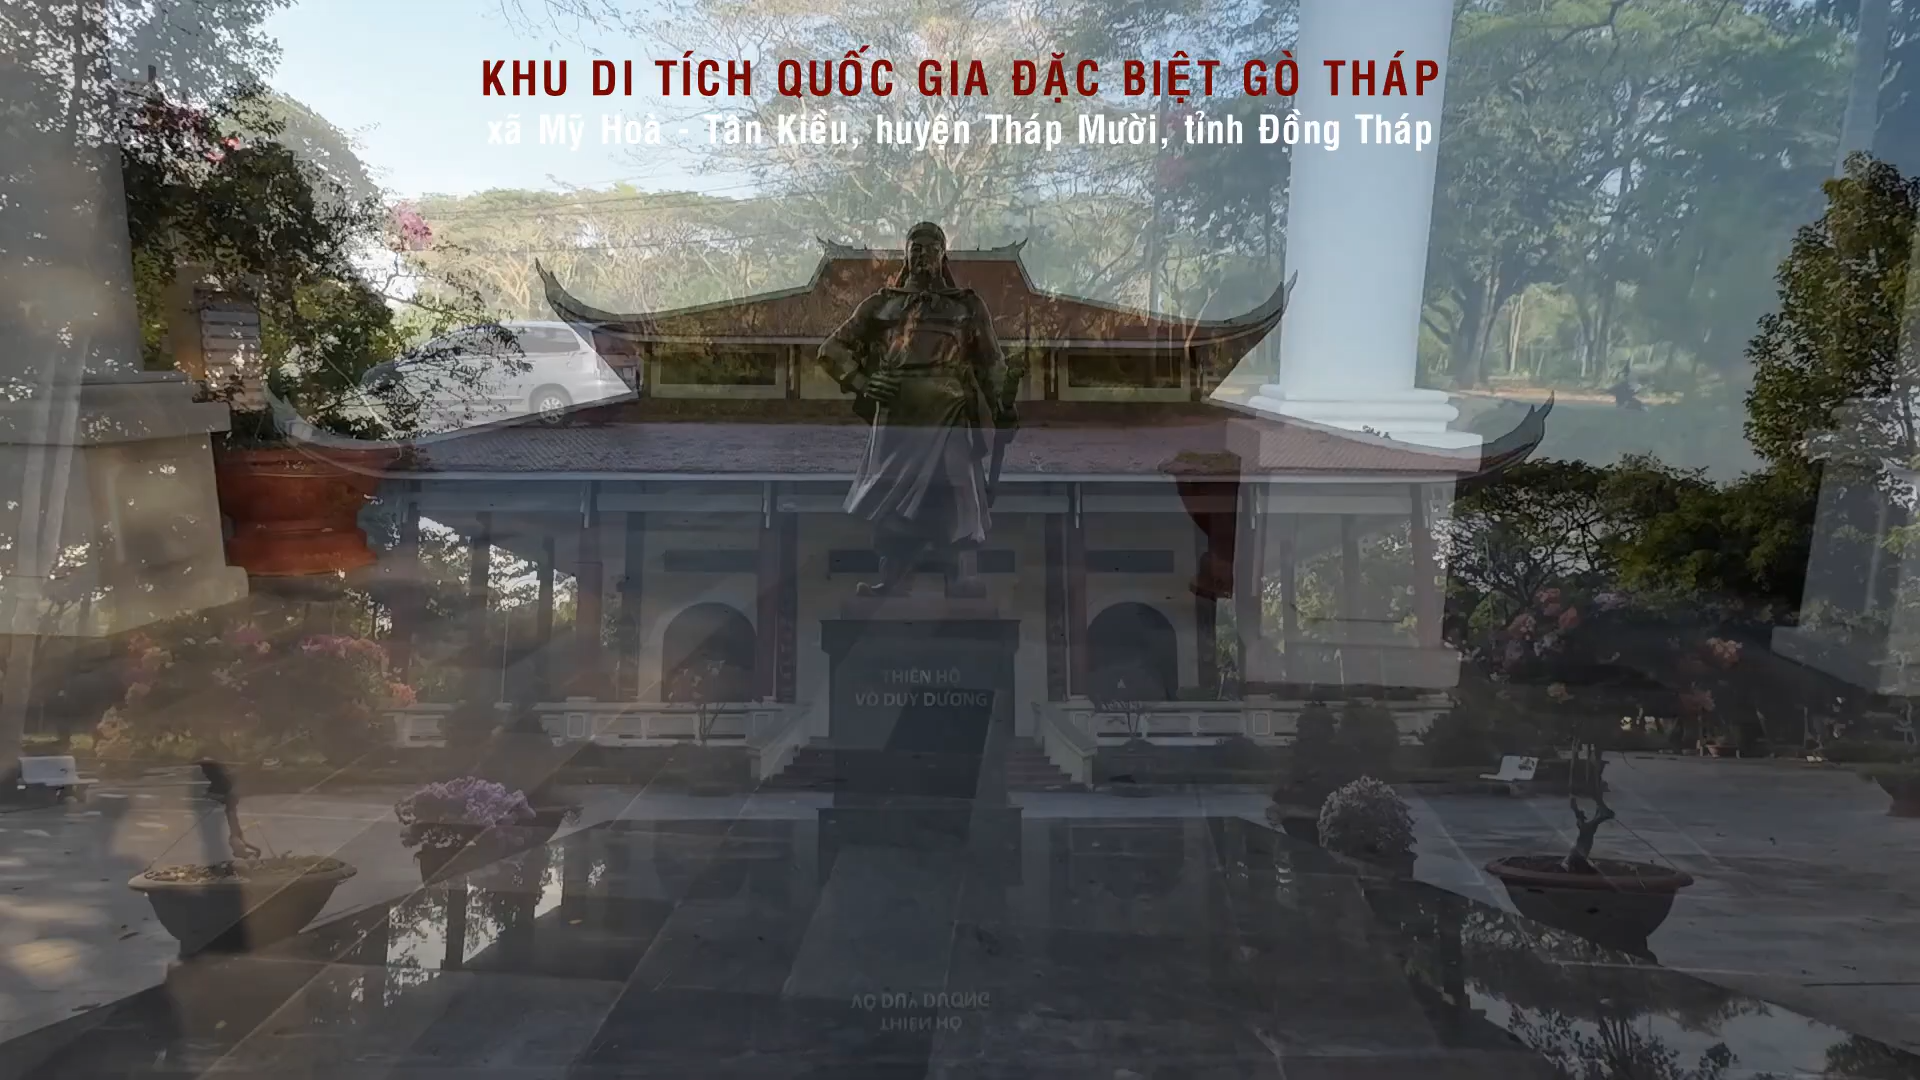 KHU DI TÍCH QUỐC GIA ĐẶC BIỆT GÒ THÁP
xã Mỹ Hoà - Tân Kiều, huyện Tháp Mười, tỉnh Đồng Tháp
THIÊN HỘ
VÕ DUY DƯƠNG